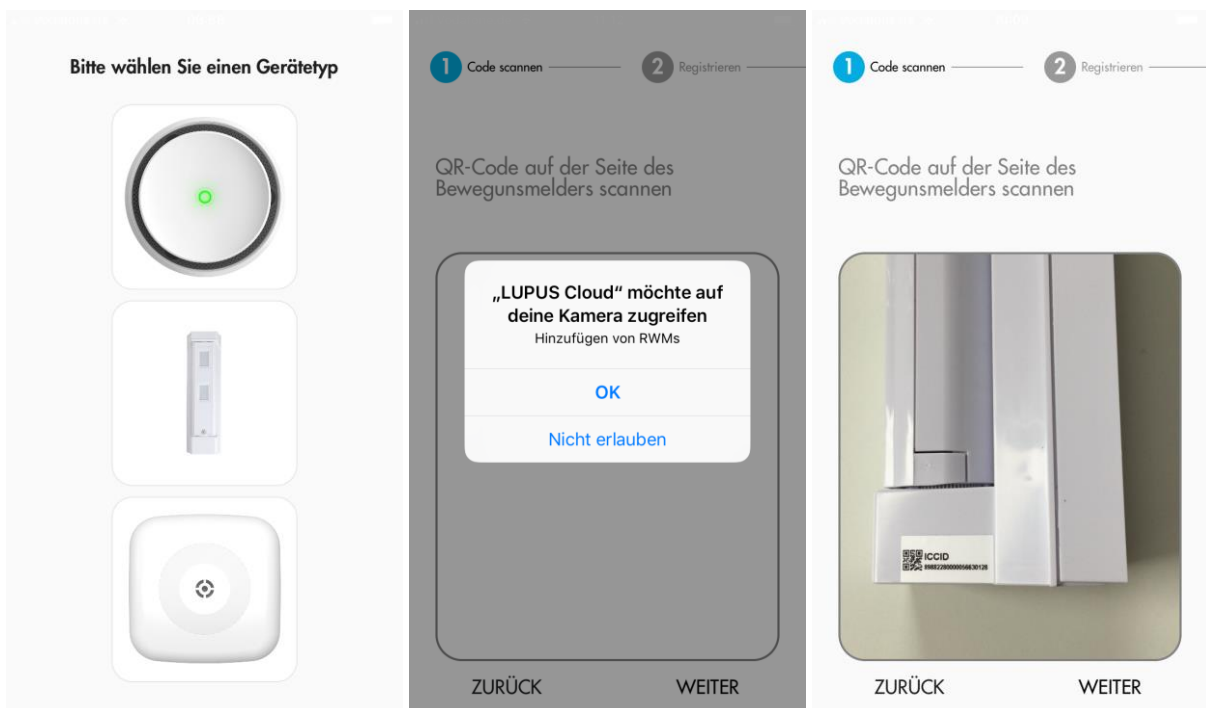 Bitte wählen Sie einen Gerätetyp
1 Code scannen
2 Registrieren
QR-Code auf der Seite des
Bewegunsmelders scannen
„LUPUS Cloud“ möchte auf
deine Kamera zugreifen
Hinzufügen von RWMs
OK
Nicht erlauben
ZURÜCK
WEITER
1 Code scannen
2 Registrieren
QR-Code auf der Seite des
Bewegunsmelders scannen
ICCID
ZURÜCK
WEITER